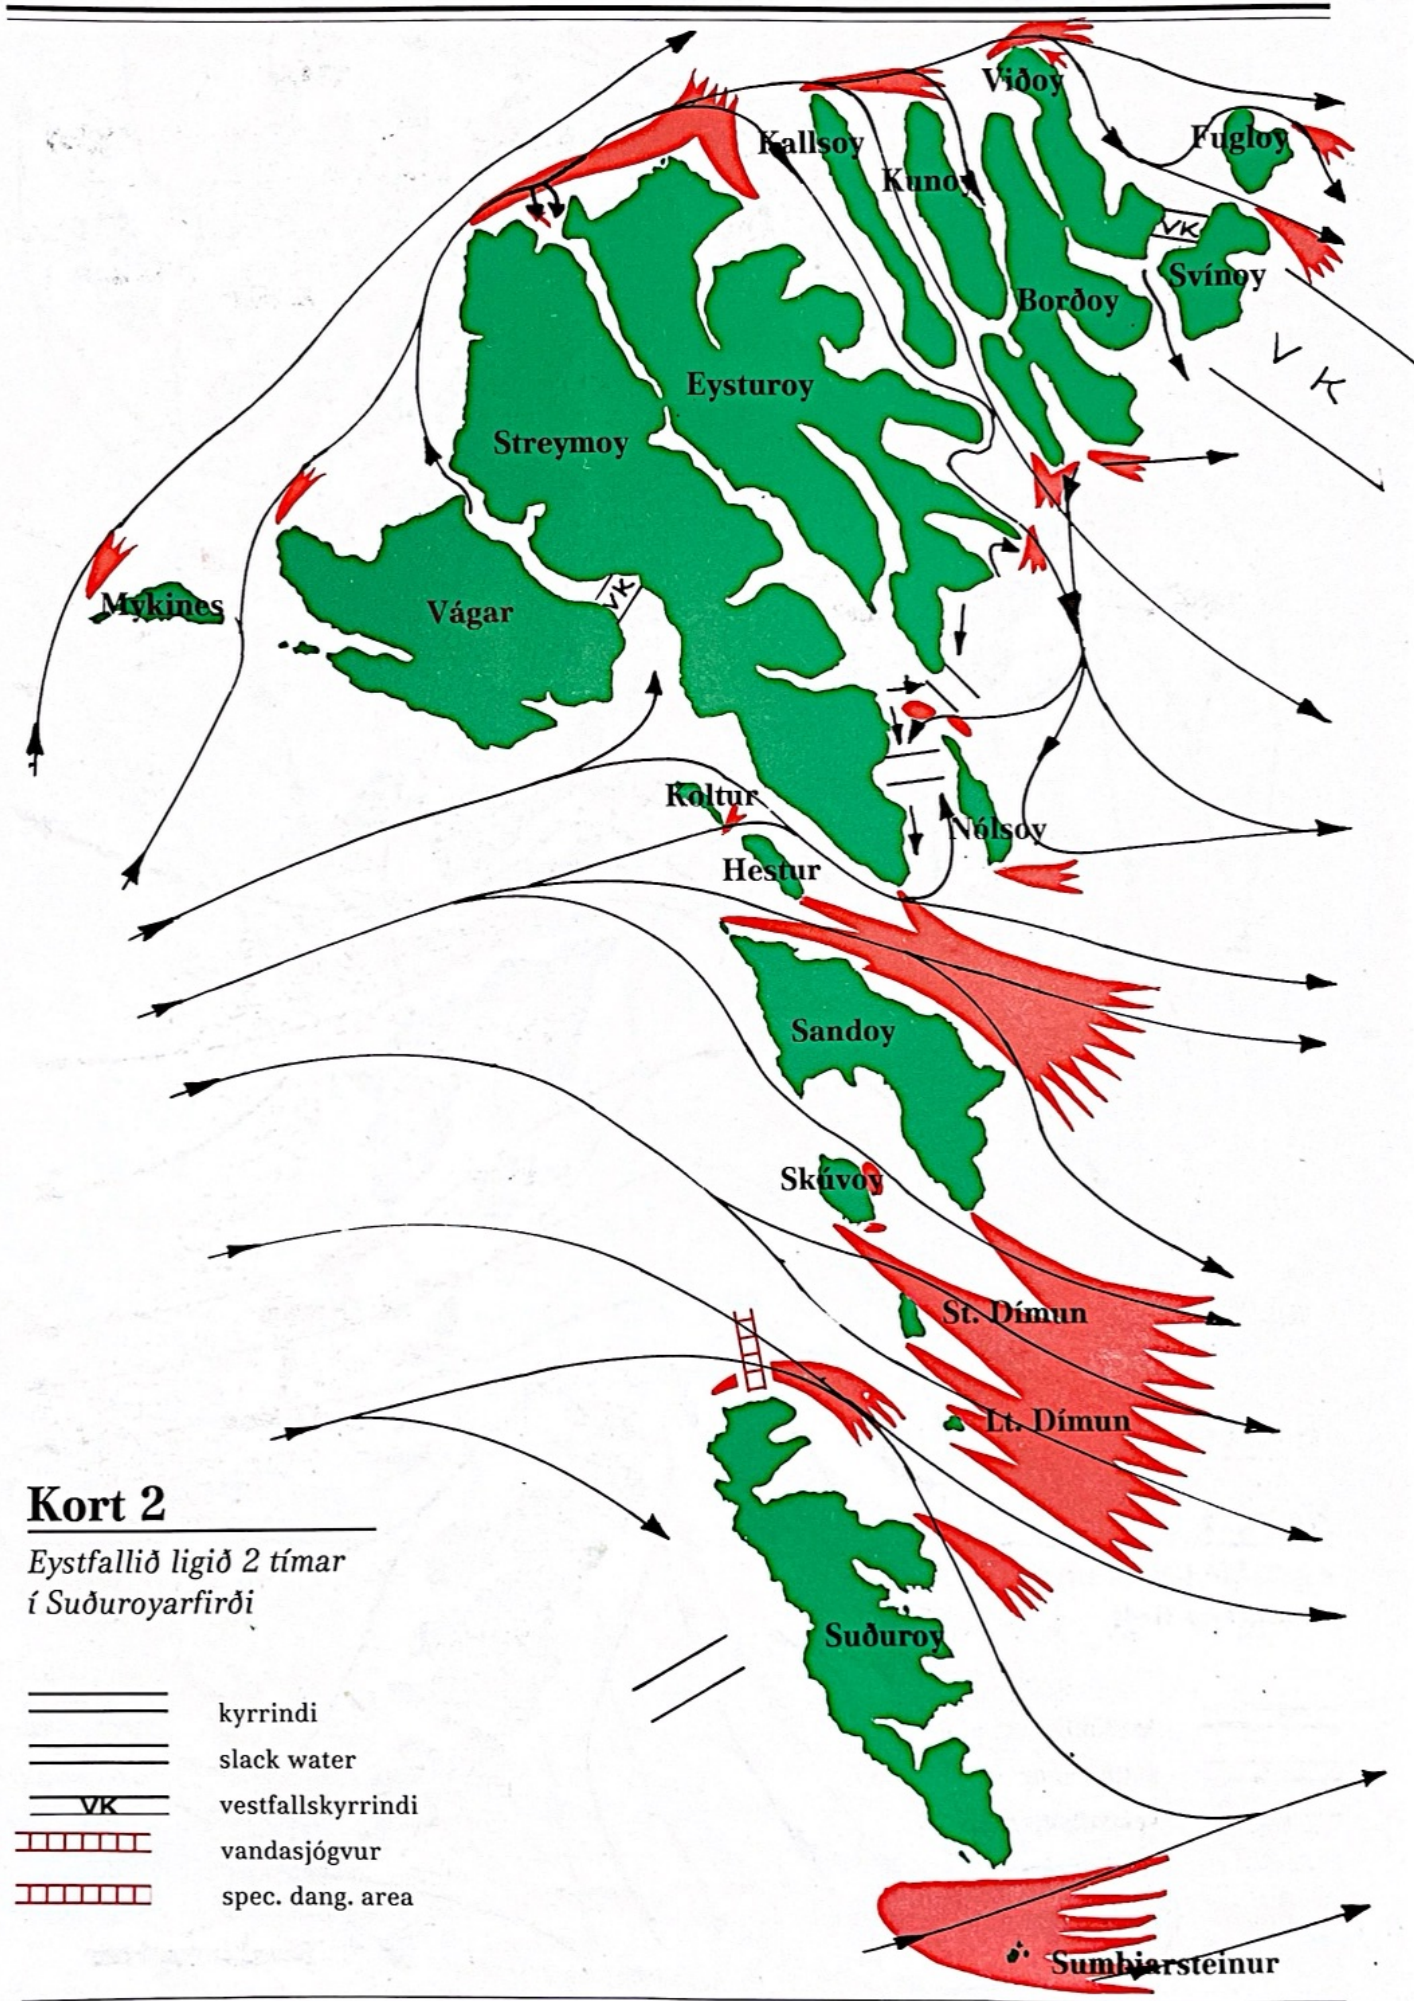 Viðoy
Fugloy
Kallsoy
Kunoy
VK
Svínoy
Borðoy
VK
Eysturoy
Streymoy
VK
Mykines
Vágar
Koltur
Nólsoy
Hestur
Sandoy
Skúvoy
St. Dímun
Lt. Dímun
Kort 2
Eystfallið ligið 2 tímar
í Suðuroyarfirði
Suðuroy
kyrrindi
slack water
VK vestfallskyrrindi
vandasjógvur
spec. dang. area
Sumbiarsteinur